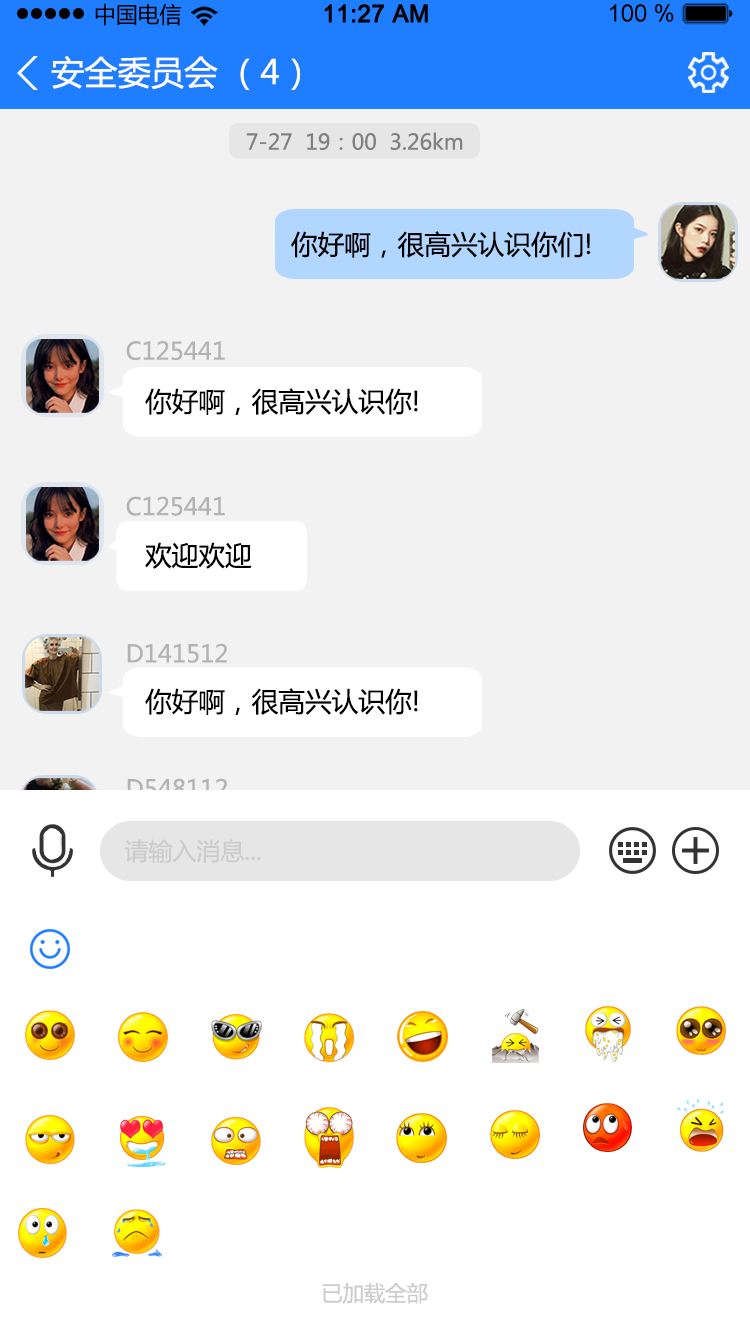 中国电信 11:27 AM 100 %
安全委员会（4）
7-27 19：00 3.26km
你好啊，很高兴认识你们!
C125441
你好啊，很高兴认识你!
C125441
欢迎欢迎
D141512
你好啊，很高兴认识你!
D548112
请输入消息...
已加载全部